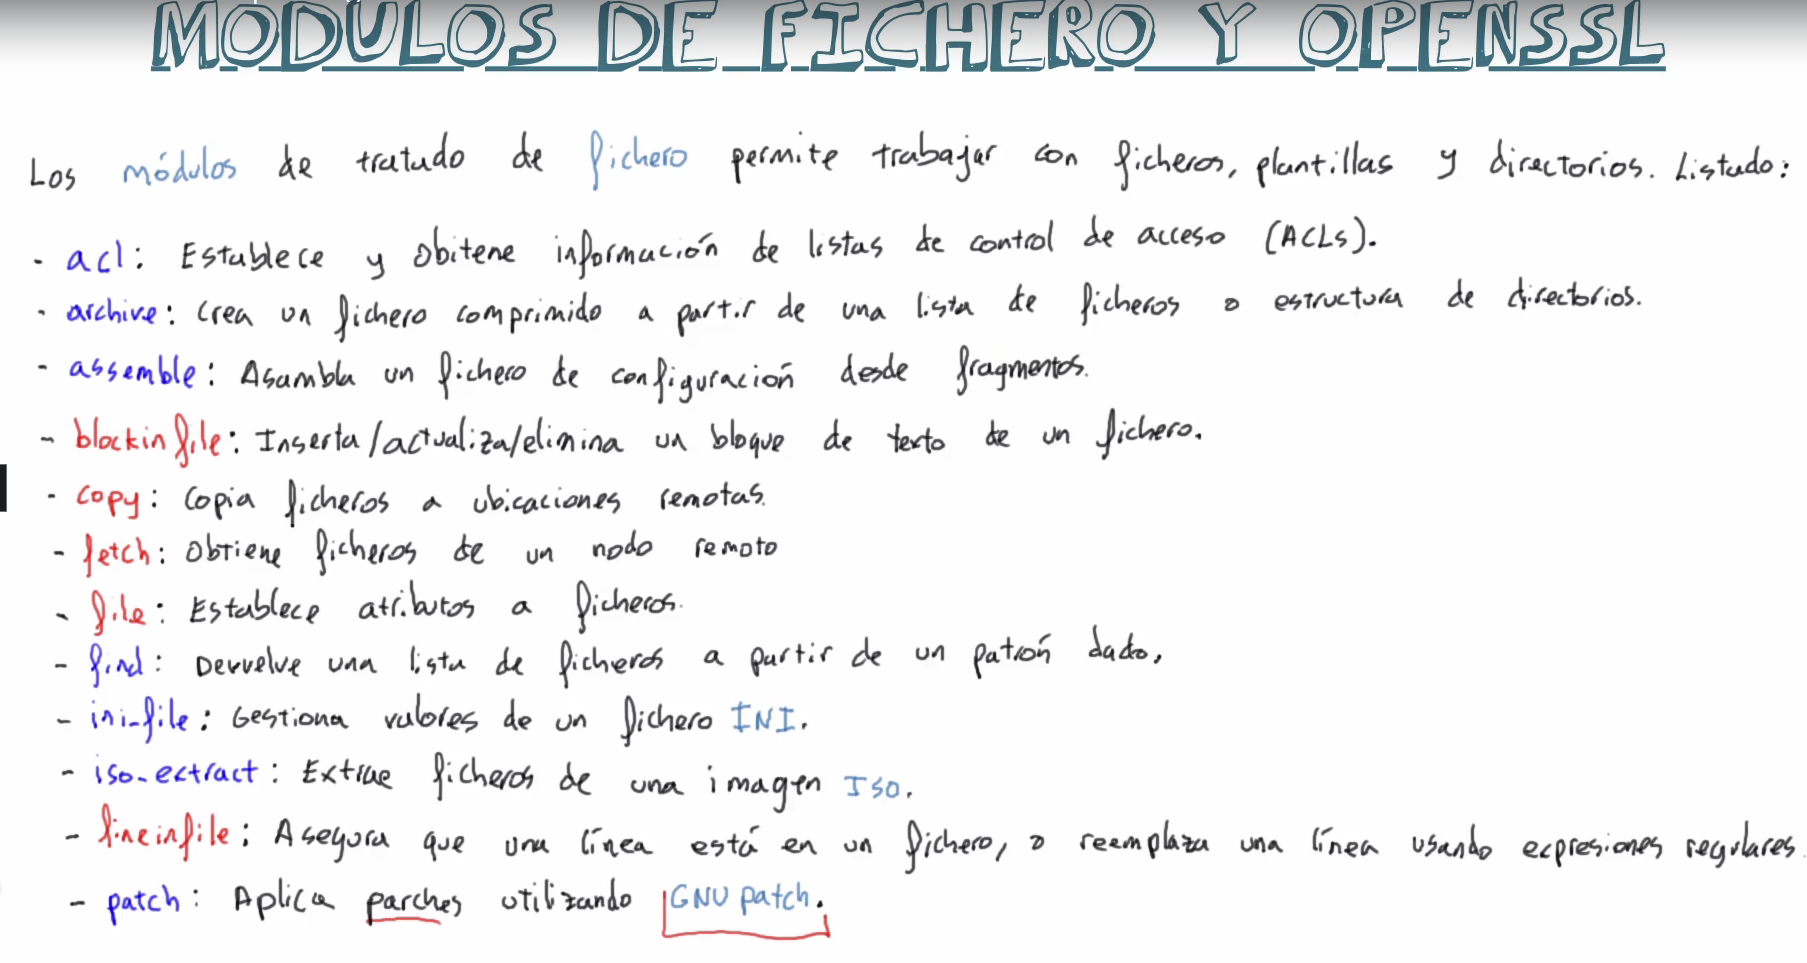 MODULOS DE FICHERO Y OPENSSL
Los módulos de tratado de fichero permite trabajar con ficheros, plantillas y directorios. Listado:
- acl: Establece y obitene información de listas de control de acceso (ACLs).
- archive: Crea un fichero comprimido a partir de una lista de ficheros o estructura de directorios.
- assemble: Asambla un fichero de configuración desde fragmentos.
- blockinfile: Inserta/actualiza/elimina un bloque de texto de un fichero.
- copy: Copia ficheros a ubicaciones remotas.
- fetch: Obtiene ficheros de un nodo remoto
- file: Establece atributos a ficheros.
- find: Devuelve una lista de ficheros a partir de un patrón dado.
- ini_file: Gestiona valores de un fichero INI.
- iso_extract: Extrae ficheros de una imagen ISO.
- lineinfile: Asegura que una línea está en un fichero, o reemplaza una línea usando expresiones regulares
- patch: Aplica parches utilizando GNU patch.